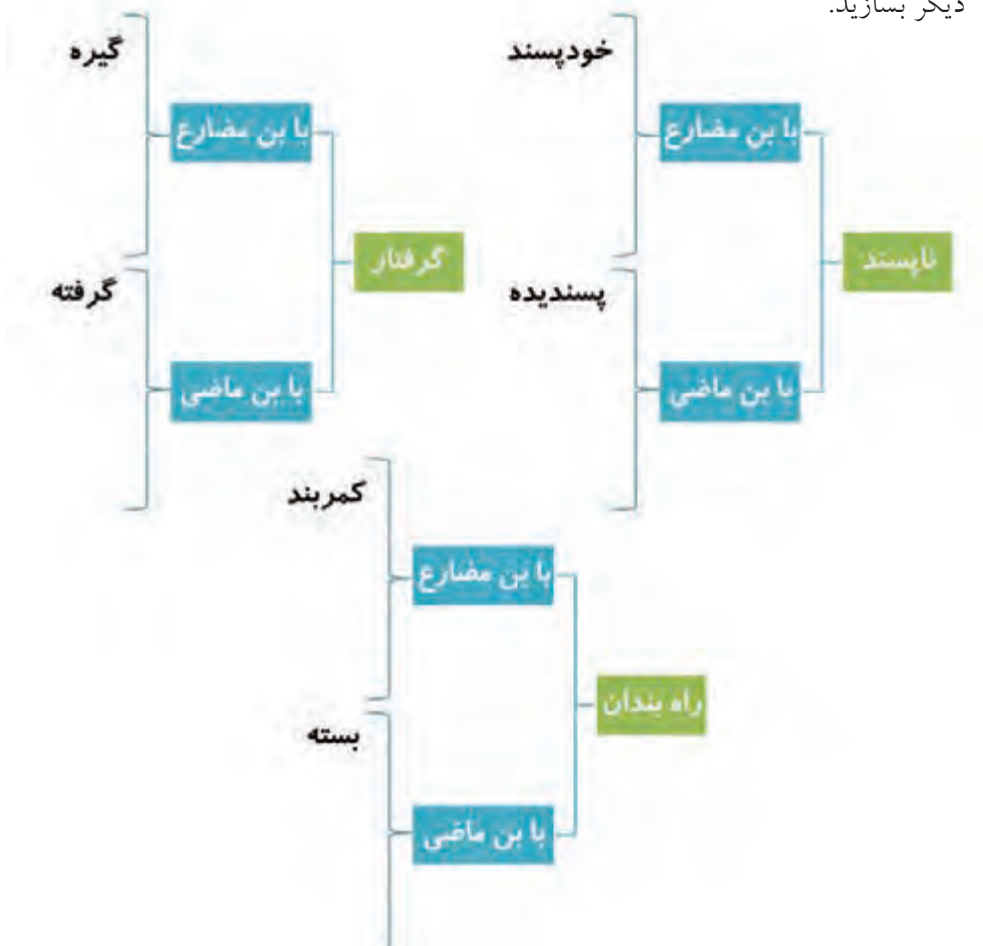 دیگر بسازید.
خودپسند
با بن مضارع
ناپسند
پسندیده
با بن ماضی
گیره
با بن مضارع
گرفتار
گرفته
با بن ماضی
کمربند
با بن مضارع
راه بندان
بسته
با بن ماضی